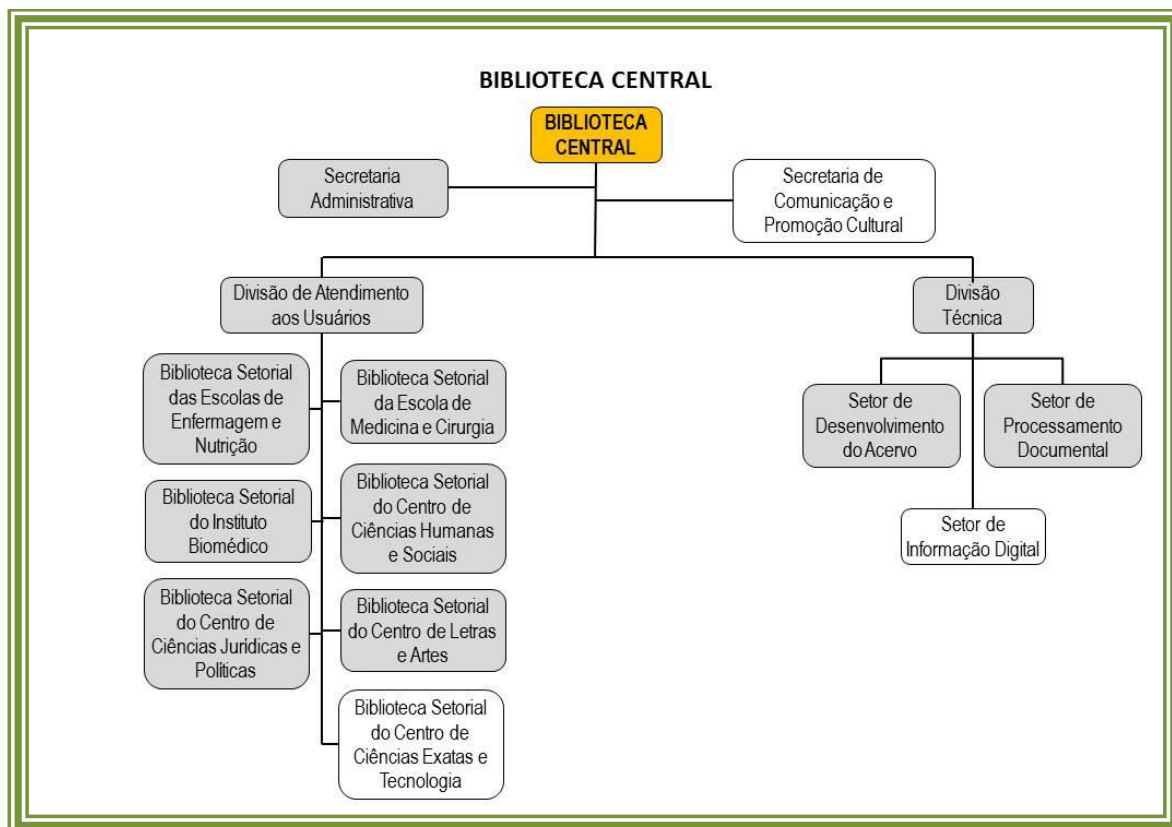 BIBLIOTECA CENTRAL
BIBLIOTECA
CENTRAL
Secretaria
Administrativa
Secretaria de
Comunicação e
Promoção Cultural
Divisão de Atendimento
aos Usuários
Divisão
Técnica
Biblioteca Setorial
das Escolas de
Enfermagem e
Nutrição
Biblioteca Setorial
da Escola de
Medicina e Cirurgia
Setor de
Desenvolvimento
do Acervo
Setor de
Processamento
Documental
Biblioteca Setorial
do Instituto
Biomédico
Biblioteca Setorial
do Centro de
Ciências Humanas
e Sociais
Setor de
Informação Digital
Biblioteca Setorial
do Centro de
Ciências Jurídicas e
Políticas
Biblioteca Setorial
do Centro de Letras
e Artes
Biblioteca Setorial
do Centro de
Ciências Exatas e
Tecnologia